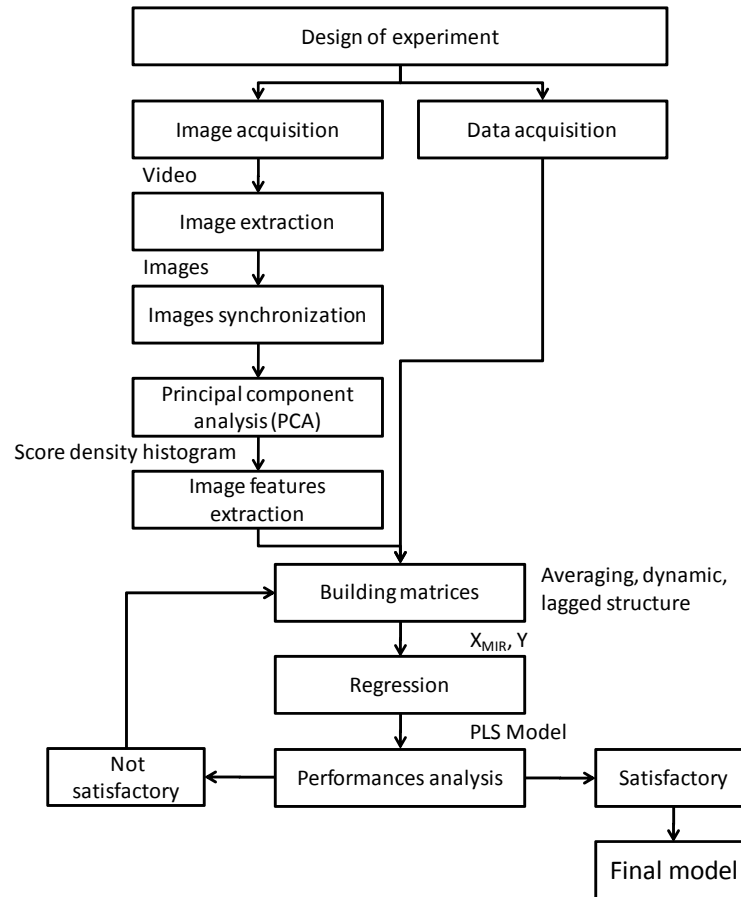 Design of experiment
Image acquisition
Data acquisition
Video
Image extraction
Images
Images synchronization
Principal component
analysis (PCA)
Score density histogram
Image features
extraction
Building matrices
Averaging, dynamic,
lagged structure
X_MIR, Y
Regression
PLS Model
Not
satisfactory
Performances analysis
Satisfactory
Final model